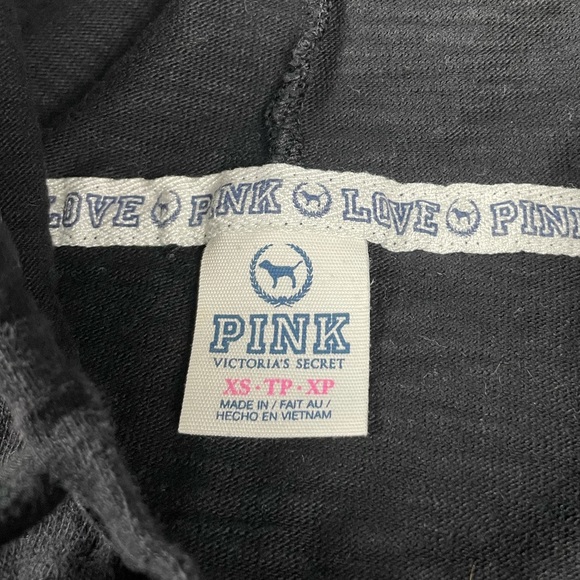 LOVE PINK LOVE PINK
PINK
VICTORIA'S SECRET
XS·TP·XP
MADE IN / FAIT AU /
HECHO EN VIETNAM